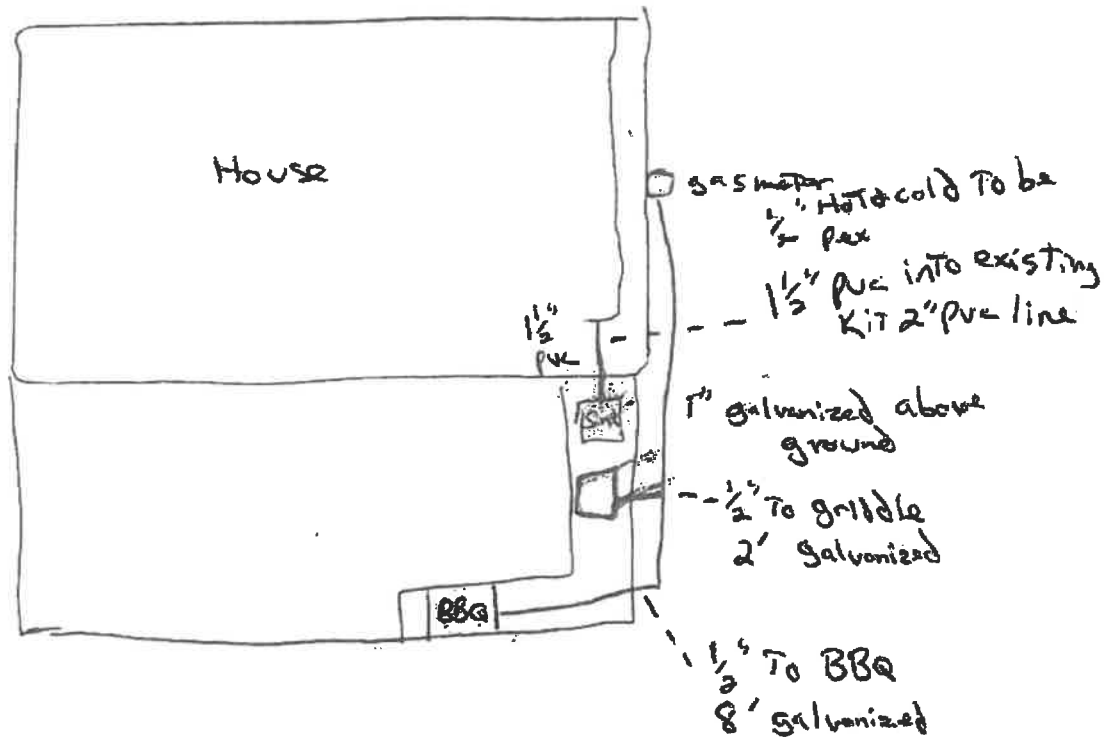 House
gas meter
1/2" Hot & cold To be
pex
1 1/2" pvc into existing
KiT 2" pvc line
1 1/2"
pvc
Sink
1" galvanized above
ground
1/2" To griddle
2' galvanized
BBQ
1/2" To BBQ
8' galvanized